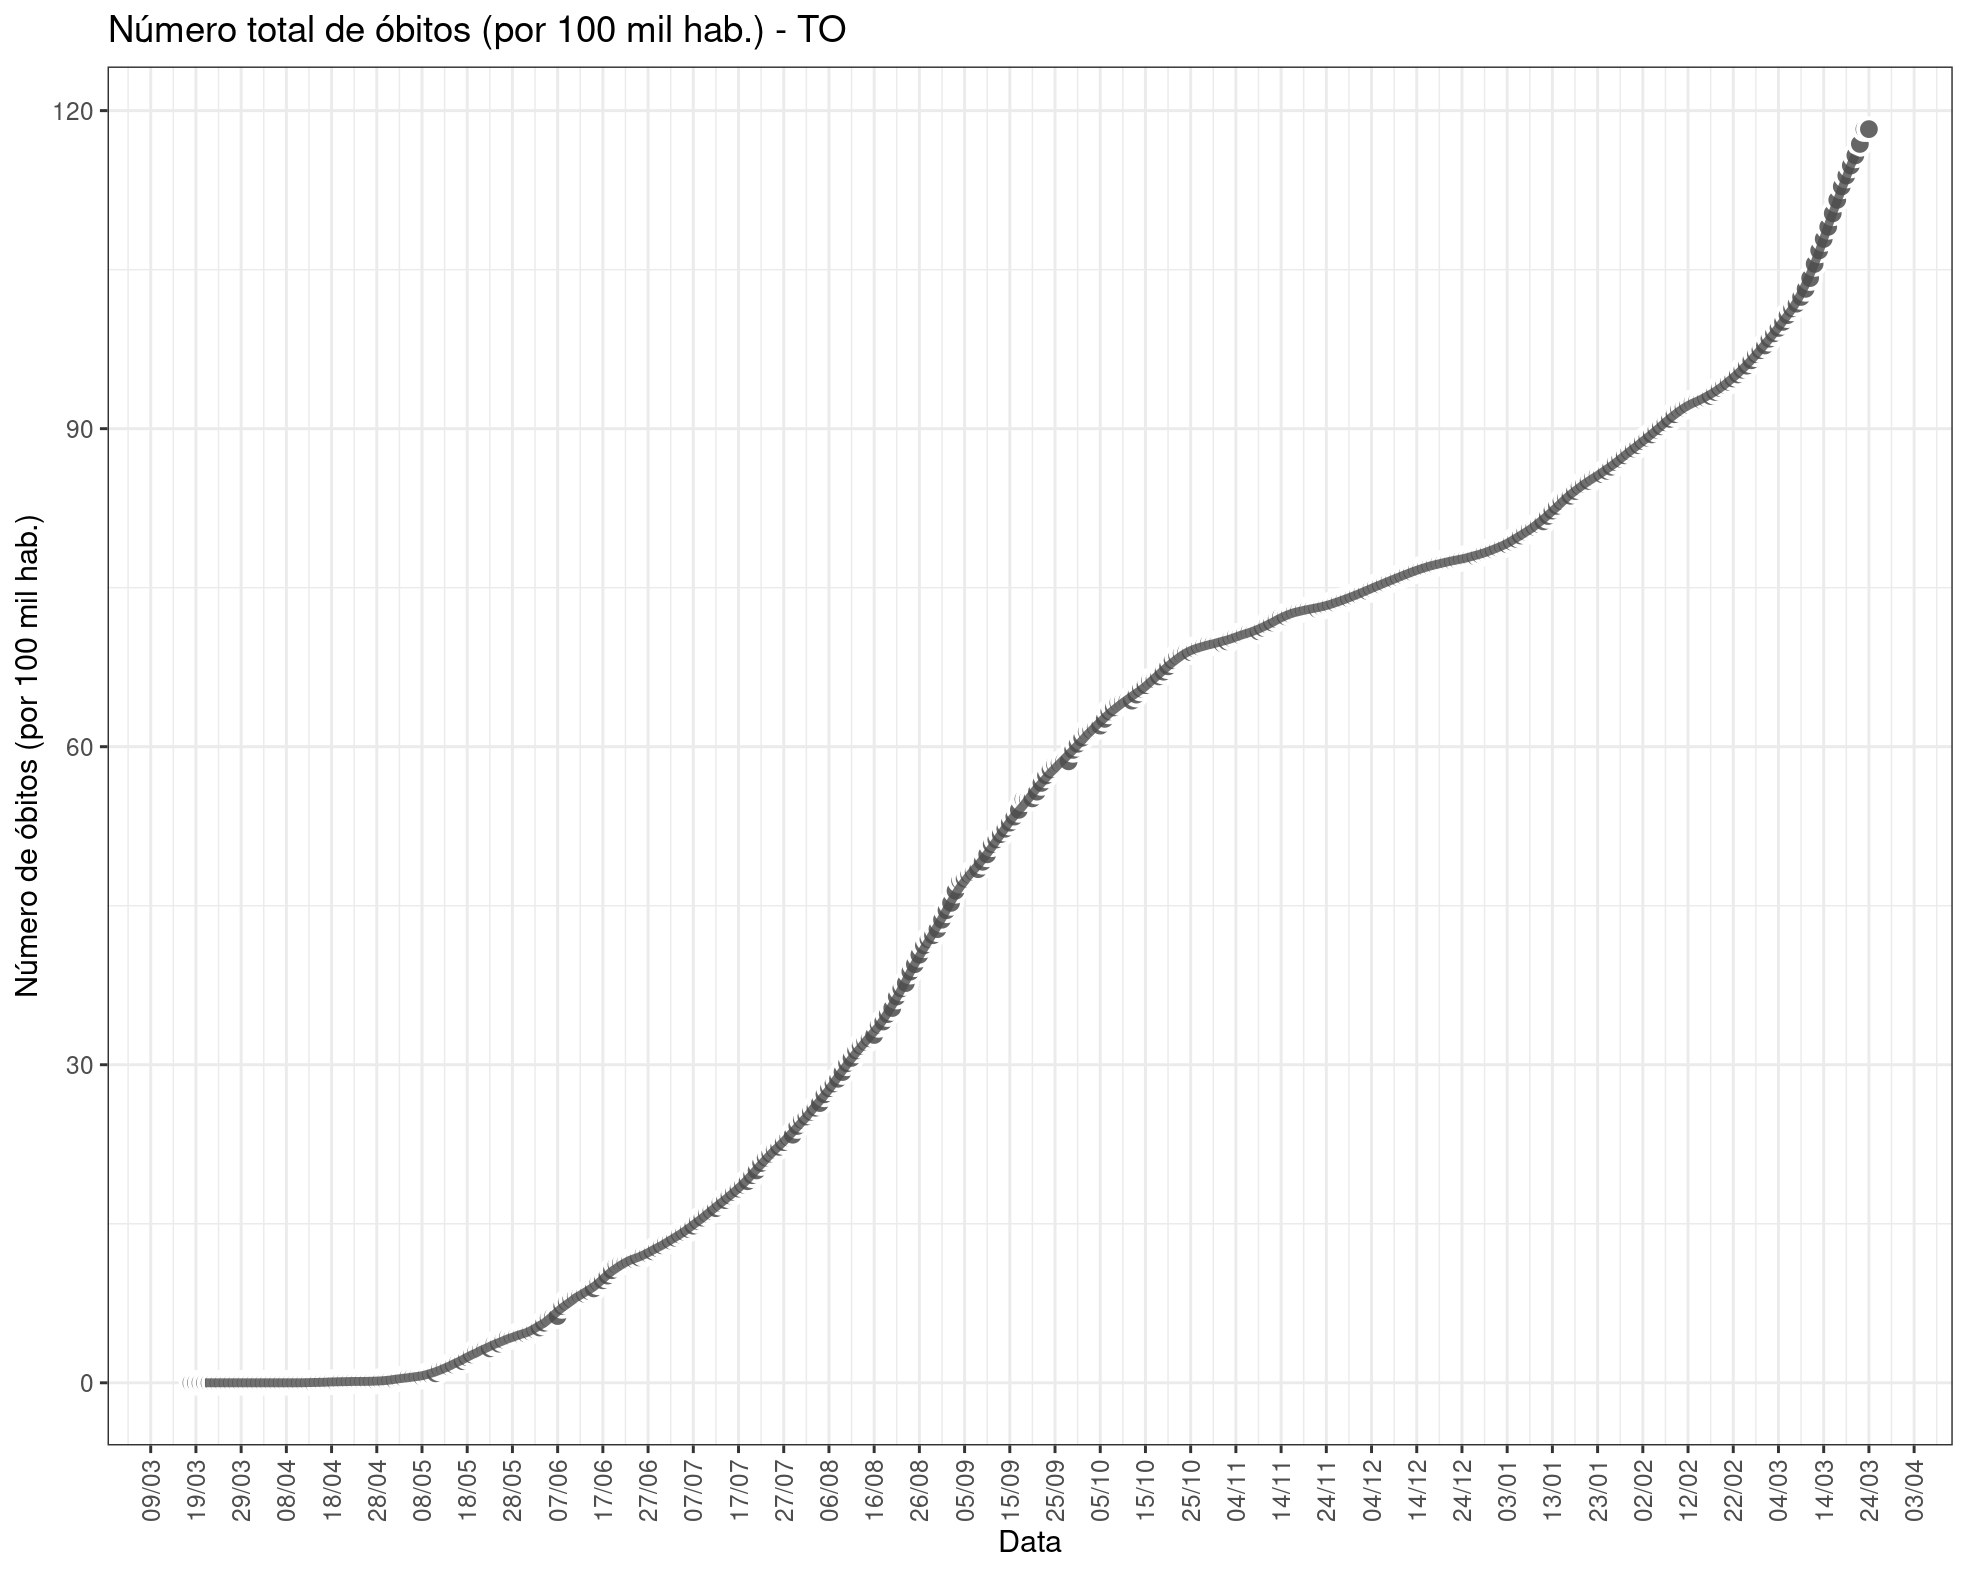 Número total de óbitos (por 100 mil hab.) - TO
Número de óbitos (por 100 mil hab.)
120
90
60
30
0
09/03 19/03 29/03 08/04 18/04 28/04 08/05 18/05 28/05 07/06 17/06 27/06 07/07 17/07 27/07 06/08 16/08 26/08 05/09 15/09 25/09 05/10 15/10 25/10 04/11 14/11 24/11 04/12 14/12 24/12 03/01 13/01 23/01 02/02 12/02 22/02 04/03 14/03 24/03 03/04
Data